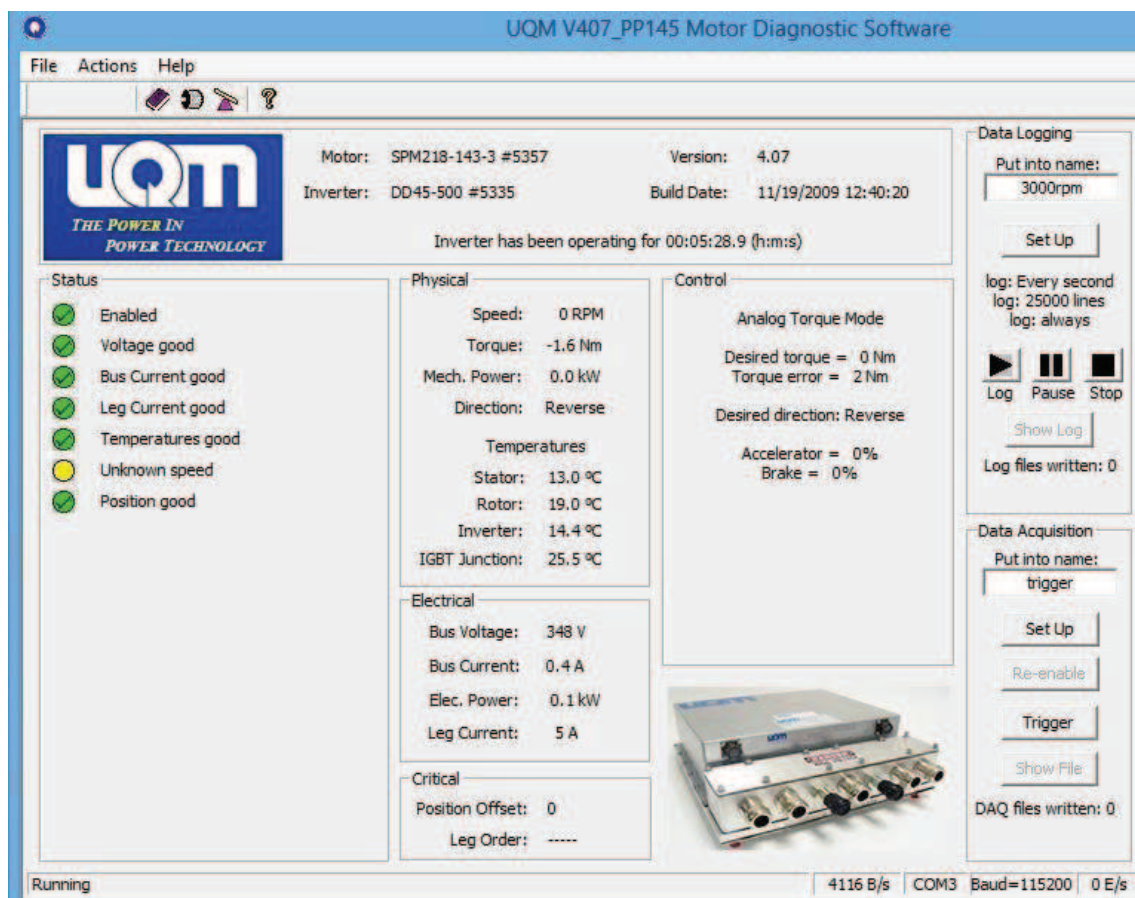 UQM V407_PP145 Motor Diagnostic Software
File Actions Help
UQM
THE POWER IN
POWER TECHNOLOGY
Motor: SPM218-143-3 #5357 Version: 4.07
Inverter: DD45-500 #5335 Build Date: 11/19/2009 12:40:20
Inverter has been operating for 00:05:28.9 (h:m:s)
Status
Enabled
Voltage good
Bus Current good
Leg Current good
Temperatures good
Unknown speed
Position good
Physical
Speed: 0 RPM
Torque: -1.6 Nm
Mech. Power: 0.0 kW
Direction: Reverse
Temperatures
Stator: 13.0 ºC
Rotor: 19.0 ºC
Inverter: 14.4 ºC
IGBT Junction: 25.5 ºC
Electrical
Bus Voltage: 348 V
Bus Current: 0.4 A
Elec. Power: 0.1 kW
Leg Current: 5 A
Critical
Position Offset: 0
Leg Order: -----
Control
Analog Torque Mode
Desired torque = 0 Nm
Torque error = 2 Nm
Desired direction: Reverse
Accelerator = 0%
Brake = 0%
UQM
Data Logging
Put into name:
3000rpm
Set Up
log: Every second
log: 25000 lines
log: always
Log Pause Stop
Show Log
Log files written: 0
Data Acquisition
Put into name:
trigger
Set Up
Re-enable
Trigger
Show File
DAQ files written: 0
Running 4116 B/s COM3 Baud=115200 0 E/s